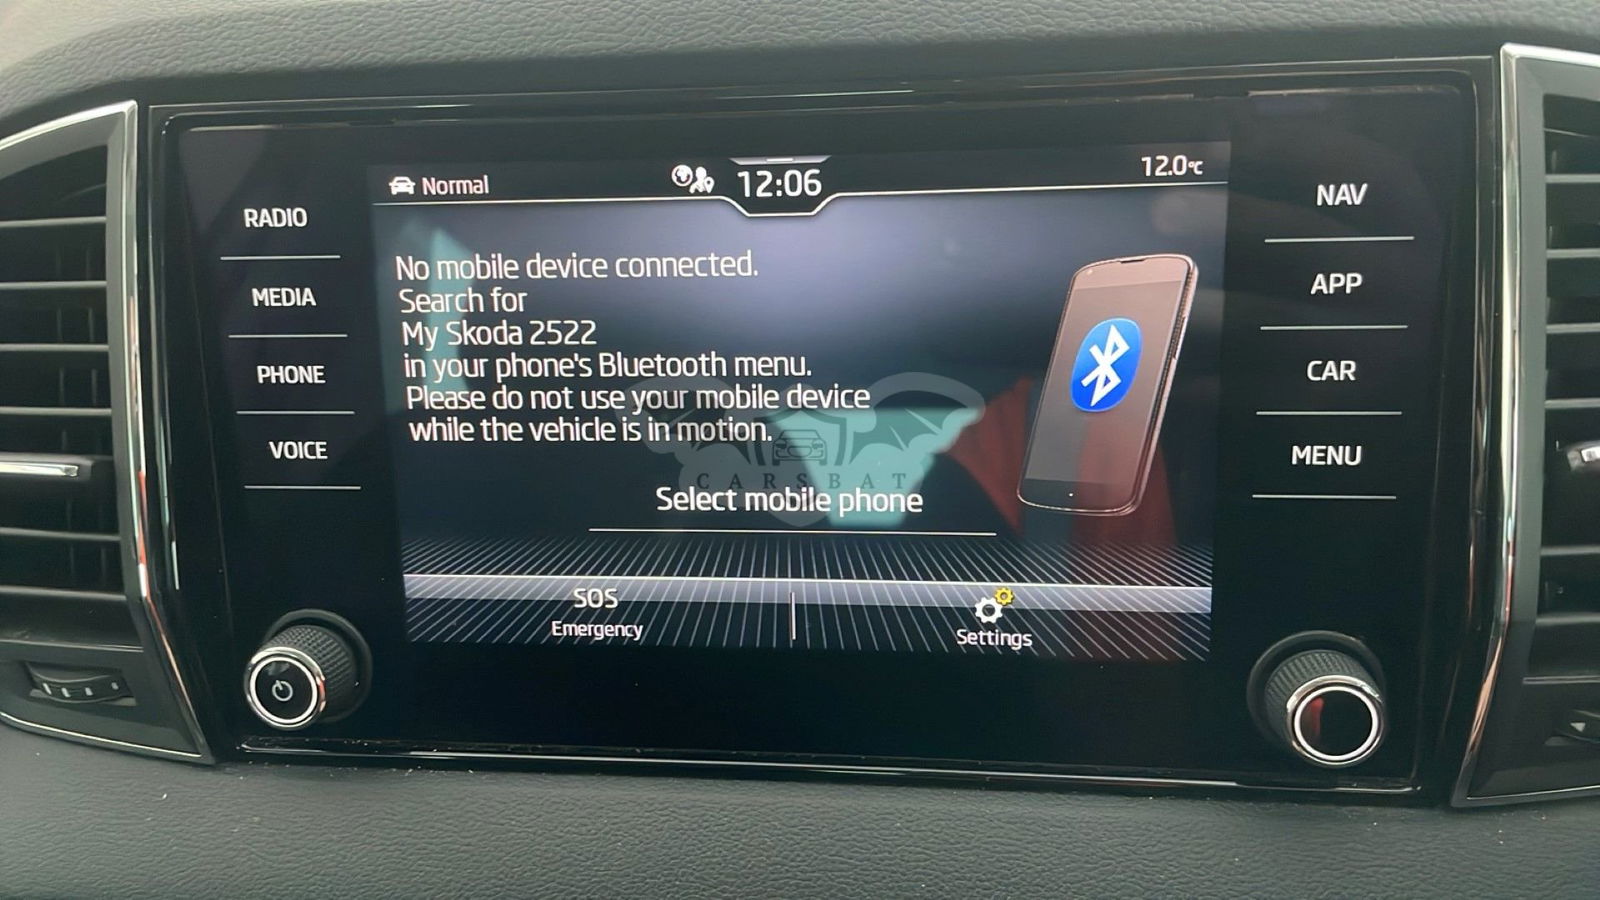 Normal
12:06
12.0°C
RADIO
MEDIA
PHONE
VOICE
No mobile device connected.
Search for
My Skoda 2522
in your phone's Bluetooth menu.
Please do not use your mobile device
while the vehicle is in motion.
CARSBAT
Select mobile phone
SOS
Emergency
Settings
NAV
APP
CAR
MENU